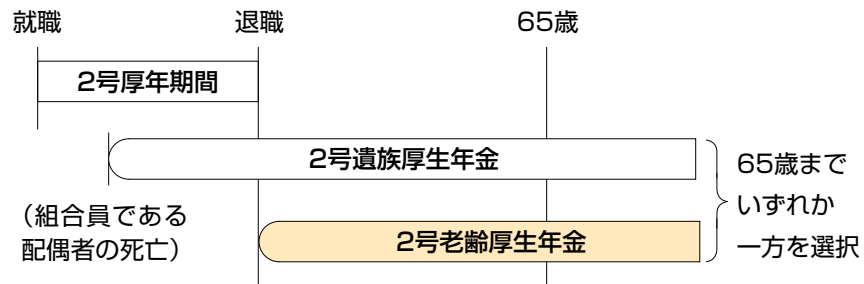 就職
退職
65歳
2号厚年期間
2号遺族厚生年金
（組合員である
配偶者の死亡）
2号老齢厚生年金
65歳まで
いずれか
一方を選択